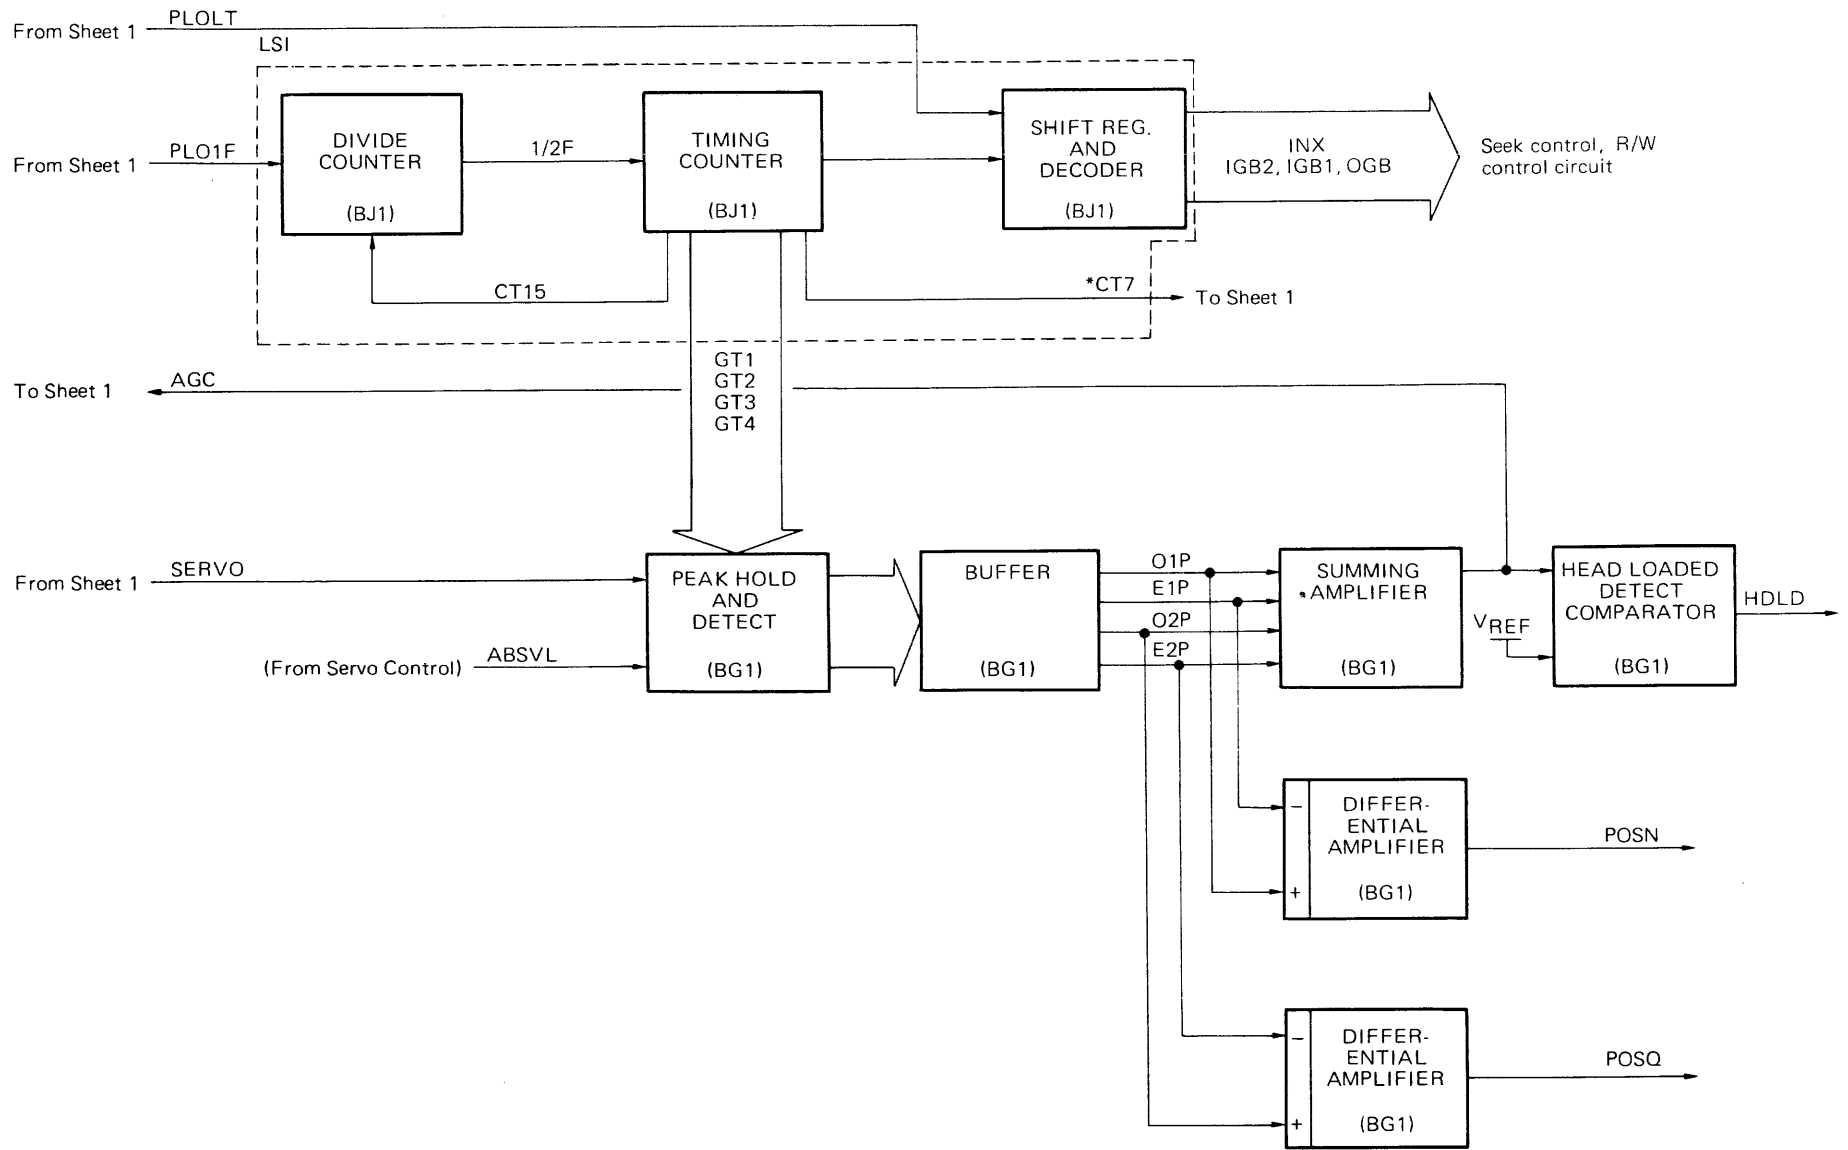 From Sheet 1
PLOLT
LSI
From Sheet 1
PLO1F
DIVIDE
COUNTER
(BJ1)
1/2F
TIMING
COUNTER
(BJ1)
SHIFT REG.
AND
DECODER
(BJ1)
INX
IGB2, IGB1, OGB
Seek control, R/W
control circuit
CT15
*CT7
To Sheet 1
GT1
GT2
GT3
GT4
To Sheet 1
AGC
From Sheet 1
SERVO
(From Servo Control)
ABSVL
PEAK HOLD
AND
DETECT
(BG1)
BUFFER
(BG1)
O1P
E1P
O2P
E2P
SUMMING
AMPLIFIER
(BG1)
VREF
HEAD LOADED
DETECT
COMPARATOR
(BG1)
HDLD
−
+
DIFFER-
ENTIAL
AMPLIFIER
(BG1)
POSN
−
+
DIFFER-
ENTIAL
AMPLIFIER
(BG1)
POSQ